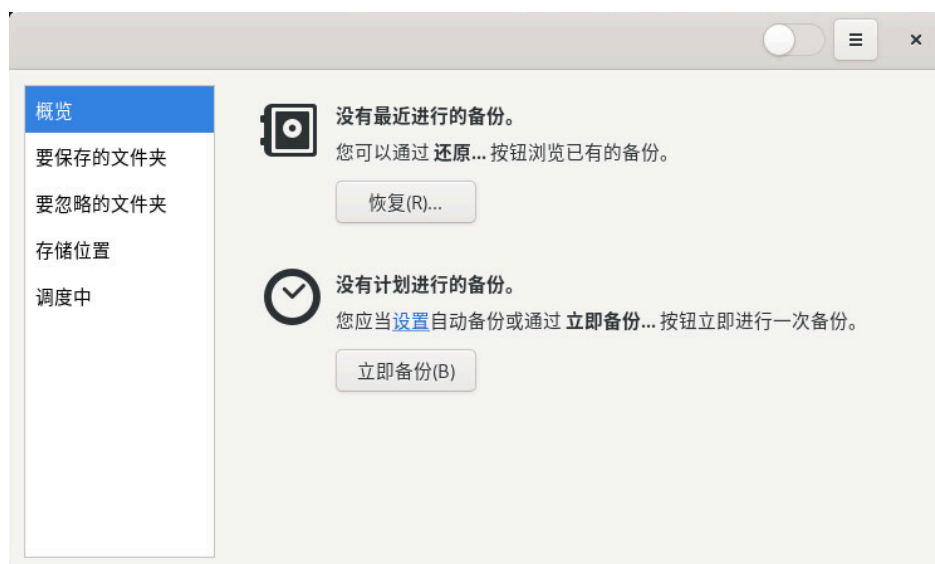 概览
要保存的文件夹
要忽略的文件夹
存储位置
调度中
没有最近进行的备份。
您可以通过 还原... 按钮浏览已有的备份。
恢复(R)...
没有计划进行的备份。
您应当设置自动备份或通过 立即备份... 按钮立即进行一次备份。
立即备份(B)